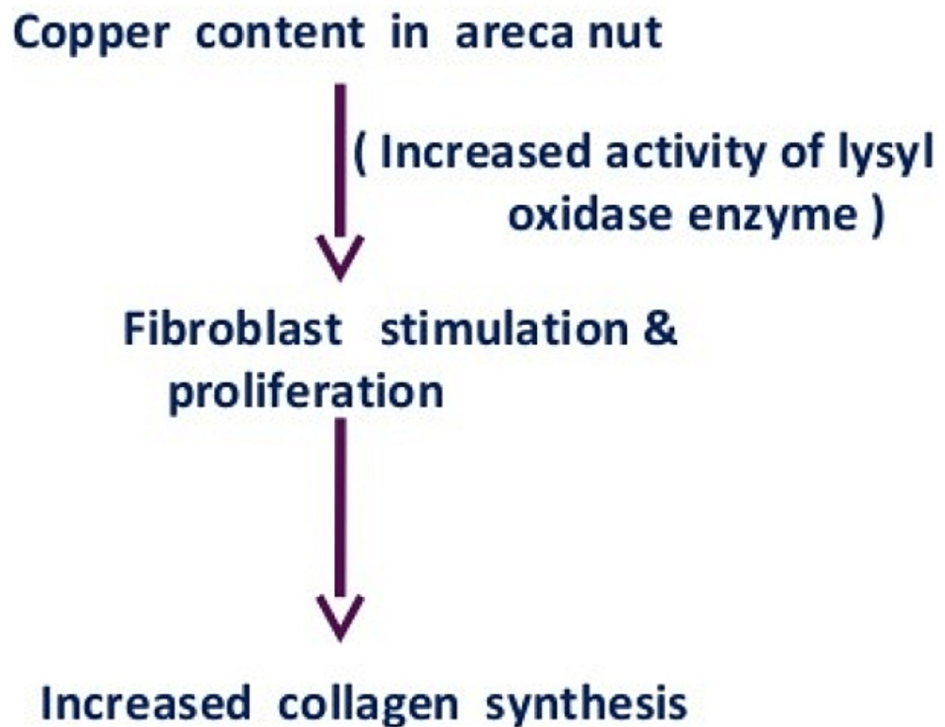 Copper content in areca nut
( Increased activity of lysyl
oxidase enzyme )
Fibroblast stimulation &
proliferation
Increased collagen synthesis